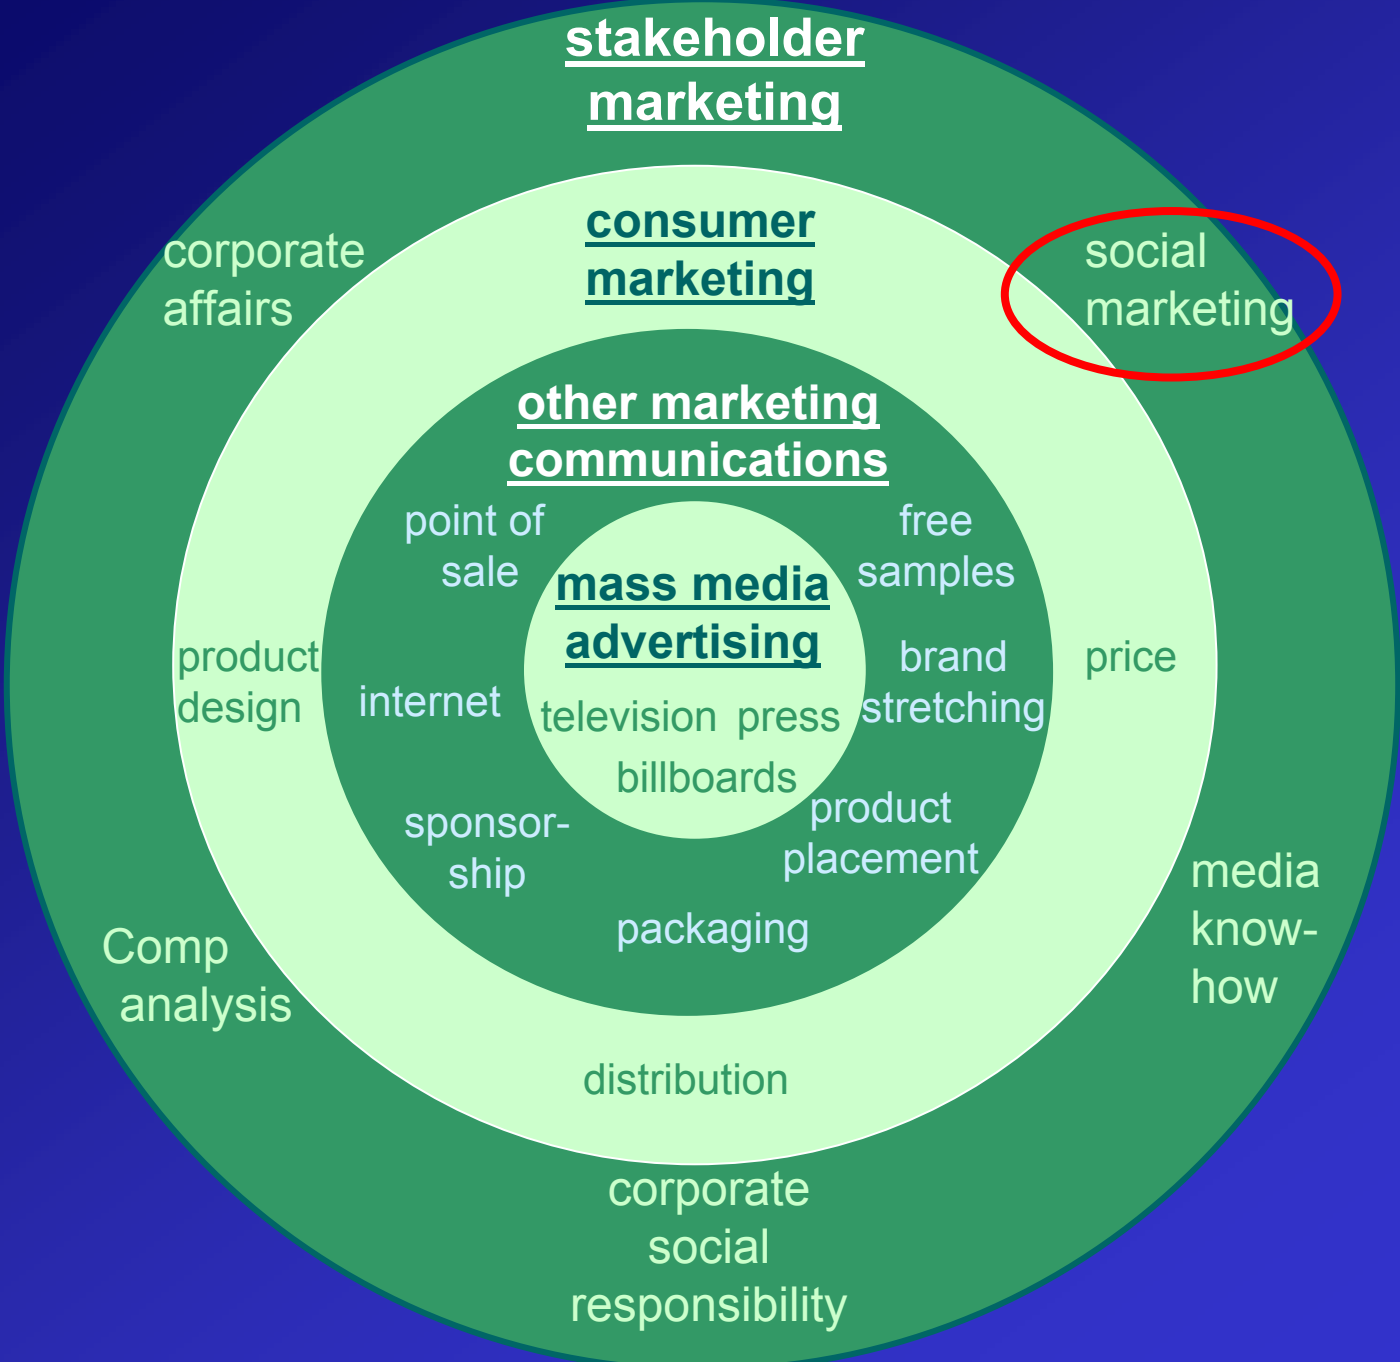 stakeholder
marketing
consumer
marketing
corporate
affairs
social
marketing
other marketing
communications
point of
sale
free
samples
mass media
advertising
product
design
internet
television press
billboards
brand
stretching
price
sponsor-
ship
product
placement
packaging
media
know-
how
Comp
analysis
distribution
corporate
social
responsibility